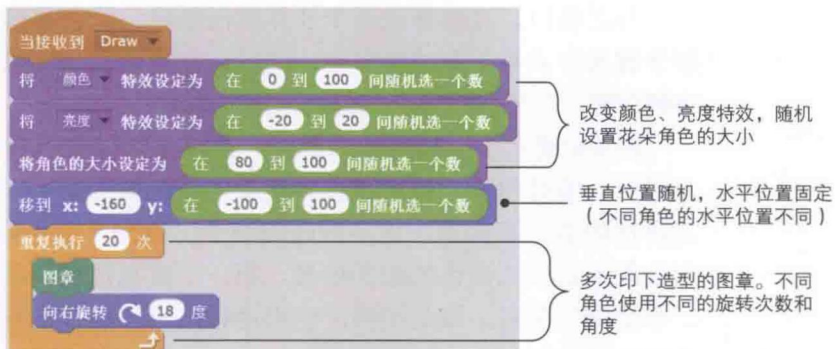 当接收到 Draw
将 颜色 特效设定为 在 0 到 100 间随机选一个数
将 亮度 特效设定为 在 -20 到 20 间随机选一个数
将角色的大小设定为 在 80 到 100 间随机选一个数
移到 x: -160 y: 在 -100 到 100 间随机选一个数
重复执行 20 次
图章
向右旋转 18 度
改变颜色、亮度特效，随机
设置花朵角色的大小
垂直位置随机，水平位置固定
（不同角色的水平位置不同）
多次印下造型的图章。不同
角色使用不同的旋转次数和
角度